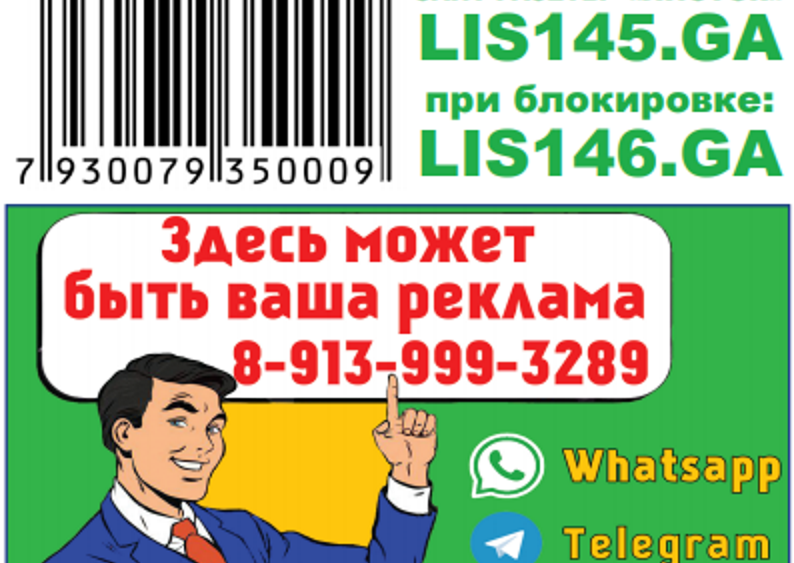 LIS145.GA
при блокировке:
LIS146.GA
7 930079 350009
Здесь может
быть ваша реклама
8-913-999-3289
Whatsapp
Telegram